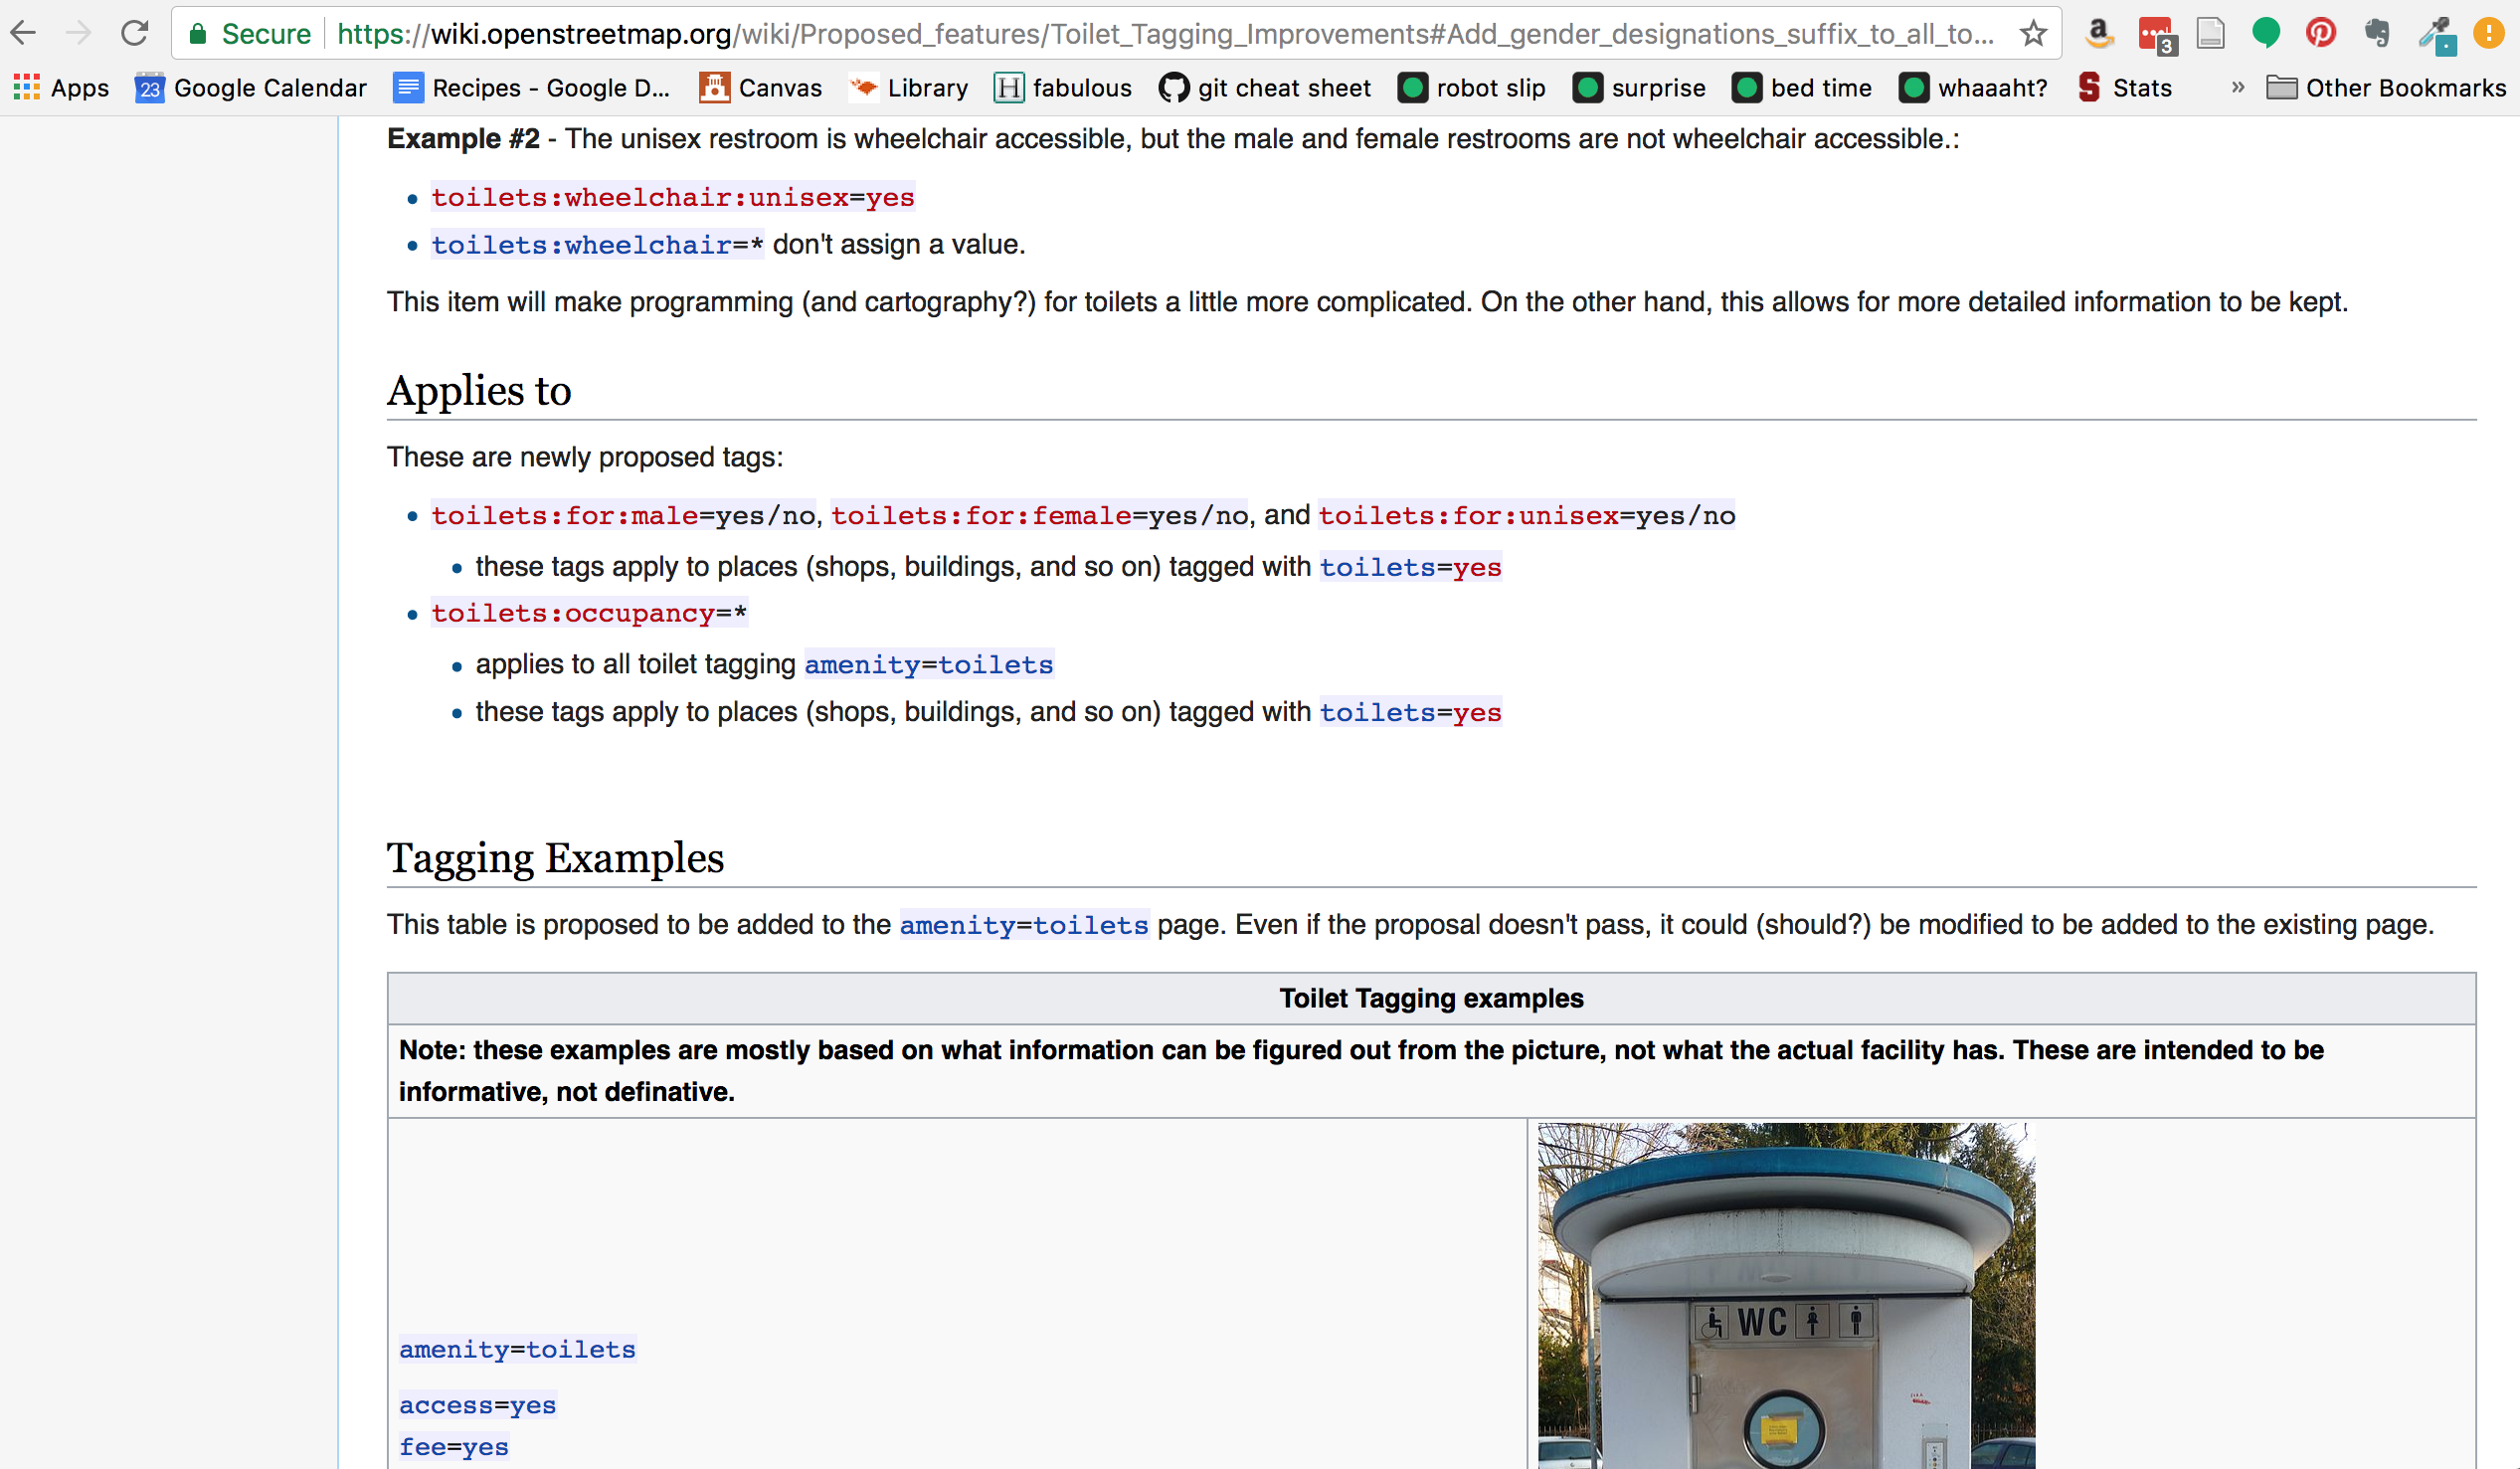 Secure https://wiki.openstreetmap.org/wiki/Proposed_features/Toilet_Tagging_Improvements#Add_gender_designations_suffix_to_all_to...
3
Apps 23 Google Calendar Recipes - Google D... Canvas Library H fabulous git cheat sheet robot slip surprise bed time whaaaht? S Stats » Other Bookmarks
Example #2 - The unisex restroom is wheelchair accessible, but the male and female restrooms are not wheelchair accessible.:
toilets:wheelchair:unisex=yes
toilets:wheelchair=* don't assign a value.
This item will make programming (and cartography?) for toilets a little more complicated. On the other hand, this allows for more detailed information to be kept.
Applies to
These are newly proposed tags:
toilets:for:male=yes/no, toilets:for:female=yes/no, and toilets:for:unisex=yes/no
these tags apply to places (shops, buildings, and so on) tagged with toilets=yes
toilets:occupancy=*
applies to all toilet tagging amenity=toilets
these tags apply to places (shops, buildings, and so on) tagged with toilets=yes
Tagging Examples
This table is proposed to be added to the amenity=toilets page. Even if the proposal doesn't pass, it could (should?) be modified to be added to the existing page.
Toilet Tagging examples
Note: these examples are mostly based on what information can be figured out from the picture, not what the actual facility has. These are intended to be
informative, not definative.
WC
amenity=toilets
access=yes
fee=yes